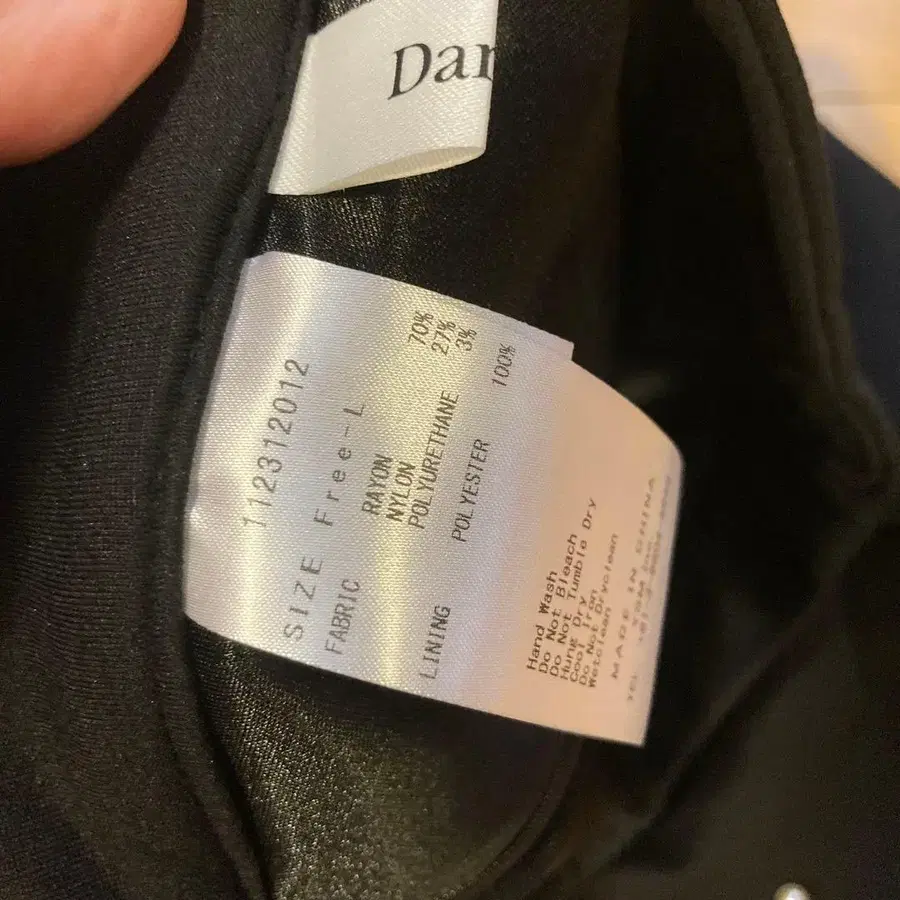 Dar
112312012
SIZE Free-L
FABRIC RAYON 70%
NYLON 27%
POLYURETHANE 3%
LINING POLYESTER 100%
Hand Wash
Do Not Bleach
Do Not Tumble Dry
Hung Dry
Cool Iron
Do Not Dryclean
Wetclean
MADE IN CHINA
TEL